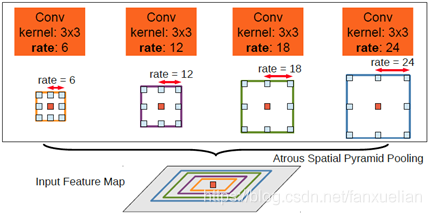 Conv
kernel: 3x3
rate: 6
Conv
kernel: 3x3
rate: 12
Conv
kernel: 3x3
rate: 18
Conv
kernel: 3x3
rate: 24
rate = 6
rate = 12
rate = 18
rate = 24
Atrous Spatial Pyramid Pooling
Input Feature Map
https://blog.csdn.net/fanxuelian